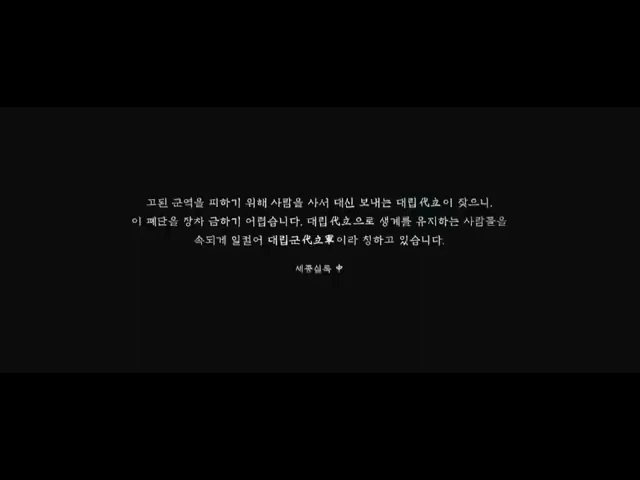 고된 군역을 피하기 위해 사람을 사서 대신 보내는 대립代立이 잦으니,
이 폐단을 장차 금하기 어렵습니다. 대립代立으로 생계를 유지하는 사람들을
속되게 일컬어 대립군代立軍이라 칭하고 있습니다.
세종실록 中